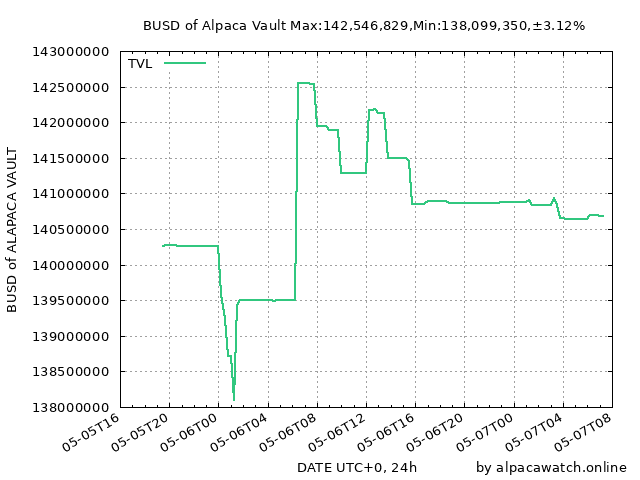 BUSD of Alpaca Vault Max:142,546,829,Min:138,099,350,±3.12%
143000000
TVL
142500000
142000000
141500000
141000000
140500000
140000000
139500000
139000000
138500000
138000000
BUSD of ALAPACA VAULT
05-05T16
05-05T20
05-06T00
05-06T04
05-06T08
05-06T12
05-06T16
05-06T20
05-07T00
05-07T04
05-07T08
DATE UTC+0, 24h
by alpacawatch.online